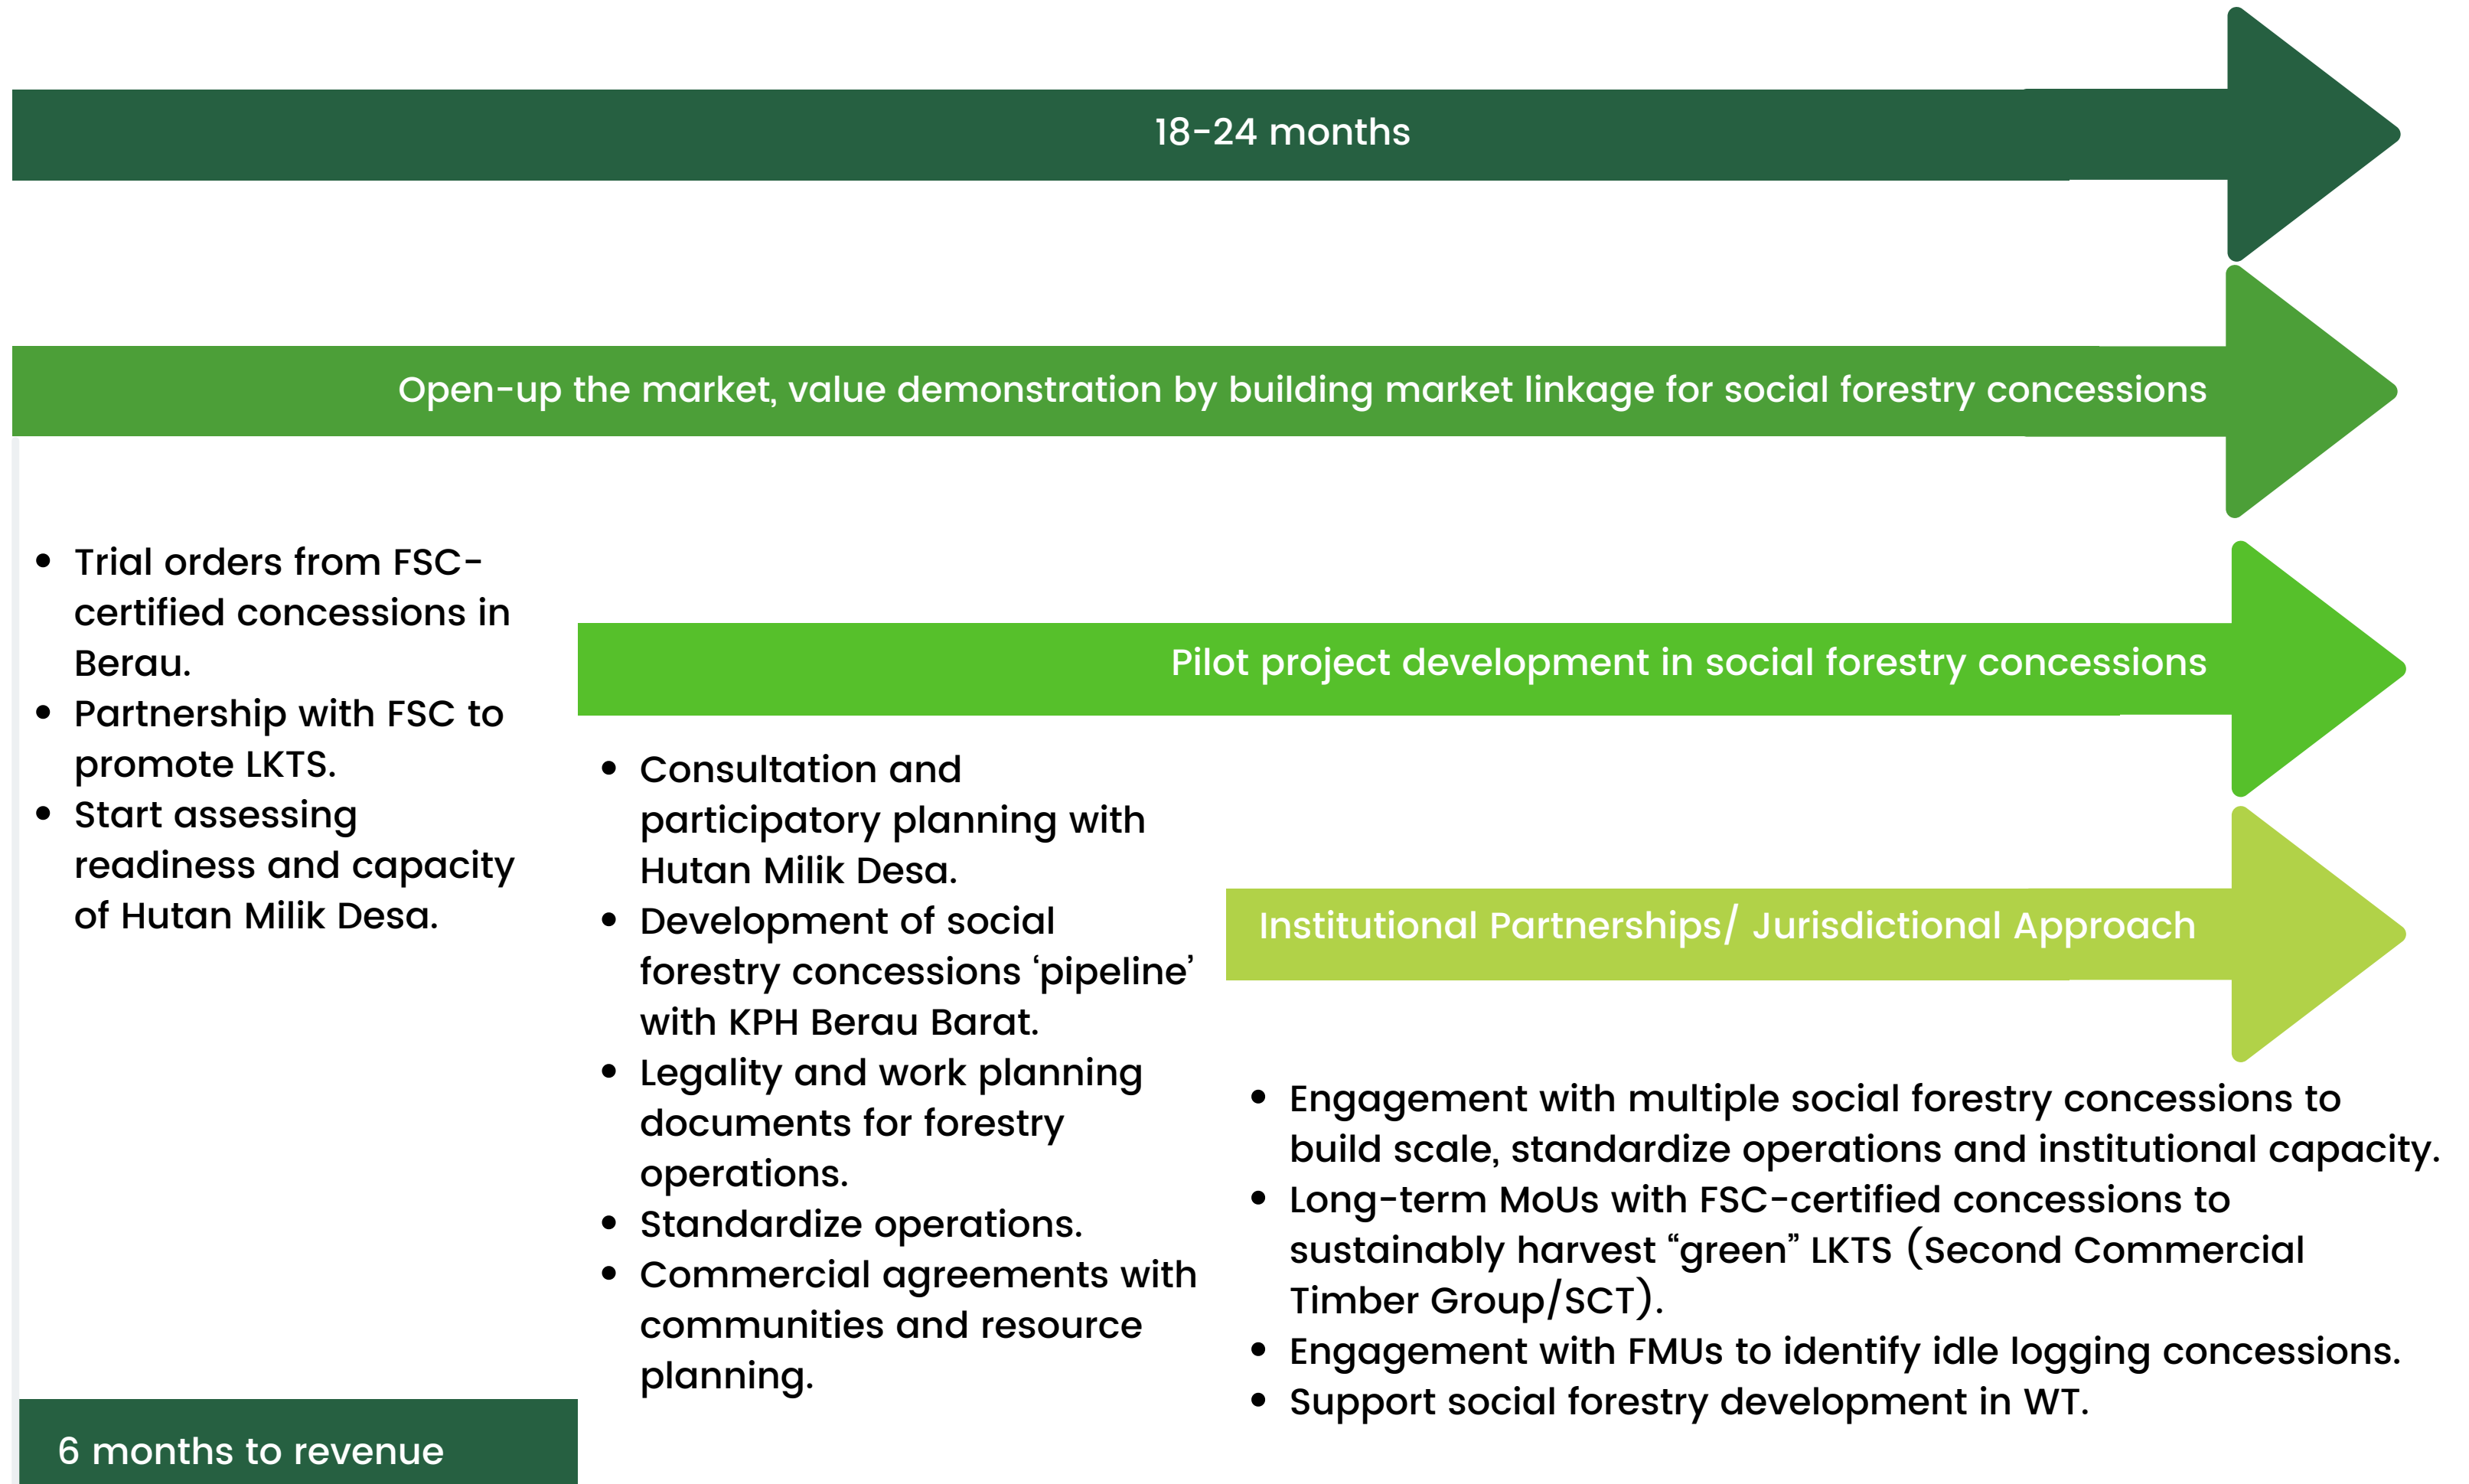 18-24 months
Open-up the market, value demonstration by building market linkage for social forestry concessions
• Trial orders from FSC-
certified concessions in
Berau.
• Partnership with FSC to
promote LKTS.
• Start assessing
readiness and capacity
of Hutan Milik Desa.
6 months to revenue
Pilot project development in social forestry concessions
• Consultation and
participatory planning with
Hutan Milik Desa.
• Development of social
forestry concessions ‘pipeline’
with KPH Berau Barat.
• Legality and work planning
documents for forestry
operations.
• Standardize operations.
• Commercial agreements with
communities and resource
planning.
Institutional Partnerships/ Jurisdictional Approach
• Engagement with multiple social forestry concessions to
build scale, standardize operations and institutional capacity.
• Long-term MoUs with FSC-certified concessions to
sustainably harvest “green” LKTS (Second Commercial
Timber Group/SCT).
• Engagement with FMUs to identify idle logging concessions.
• Support social forestry development in WT.